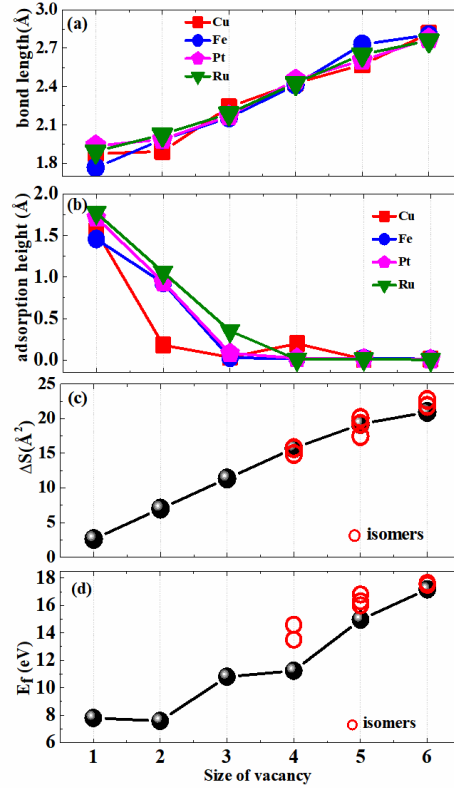 3.0
2.7
2.4
2.1
1.8
bond length(Å)
(a)
Cu
Fe
Pt
Ru
2.0
1.5
1.0
0.5
0.0
adsorption height (Å)
(b)
Cu
Fe
Pt
Ru
25
20
15
10
5
0
ΔS(Å²)
(c)
isomers
18
16
14
12
10
8
6
E_f (eV)
(d)
isomers
1 2 3 4 5 6
Size of vacancy